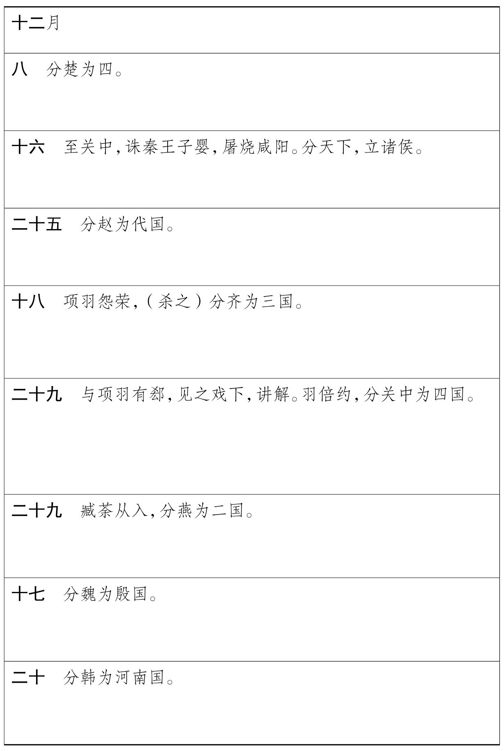 十二月
八　分楚为四。
十六　至关中,诛秦王子婴,屠烧咸阳。分天下,立诸侯。
二十五　分赵为代国。
十八　项羽怨荣,(杀之)分齐为三国。
二十九　与项羽有郄,见之戏下,讲解。羽倍约,分关中为四国。
二十九　臧荼从入,分燕为二国。
十七　分魏为殷国。
二十　分韩为河南国。